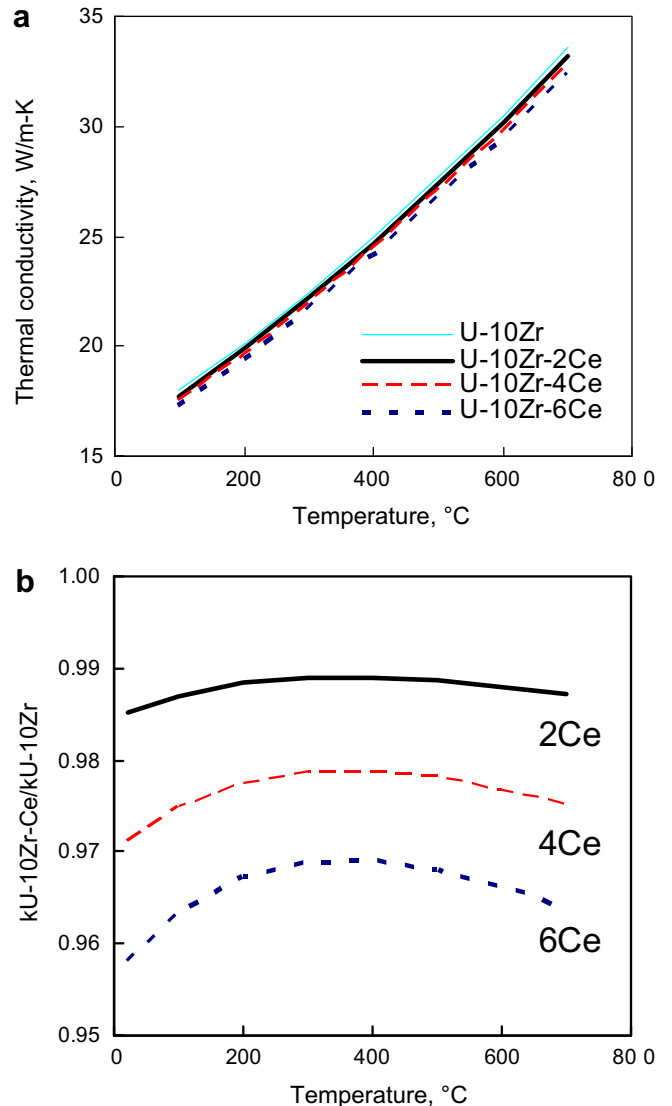 a
35
30
25
20
15
Thermal conductivity, W/m-K
U-10Zr
U-10Zr-2Ce
U-10Zr-4Ce
U-10Zr-6Ce
0 200 400 600 80 0
Temperature, °C
b
1.00
0.99
0.98
0.97
0.96
0.95
kU-10Zr-Ce/kU-10Zr
2Ce
4Ce
6Ce
0 200 400 600 80 0
Temperature, °C